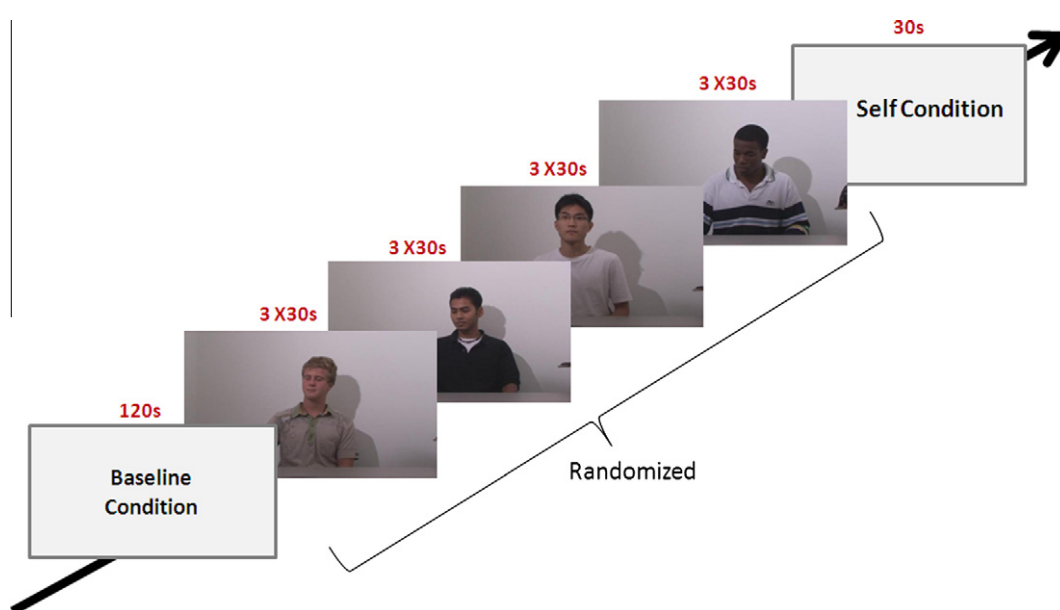 30s
Self Condition
3 X30s
3 X30s
3 X30s
3 X30s
120s
Baseline
Condition
Randomized